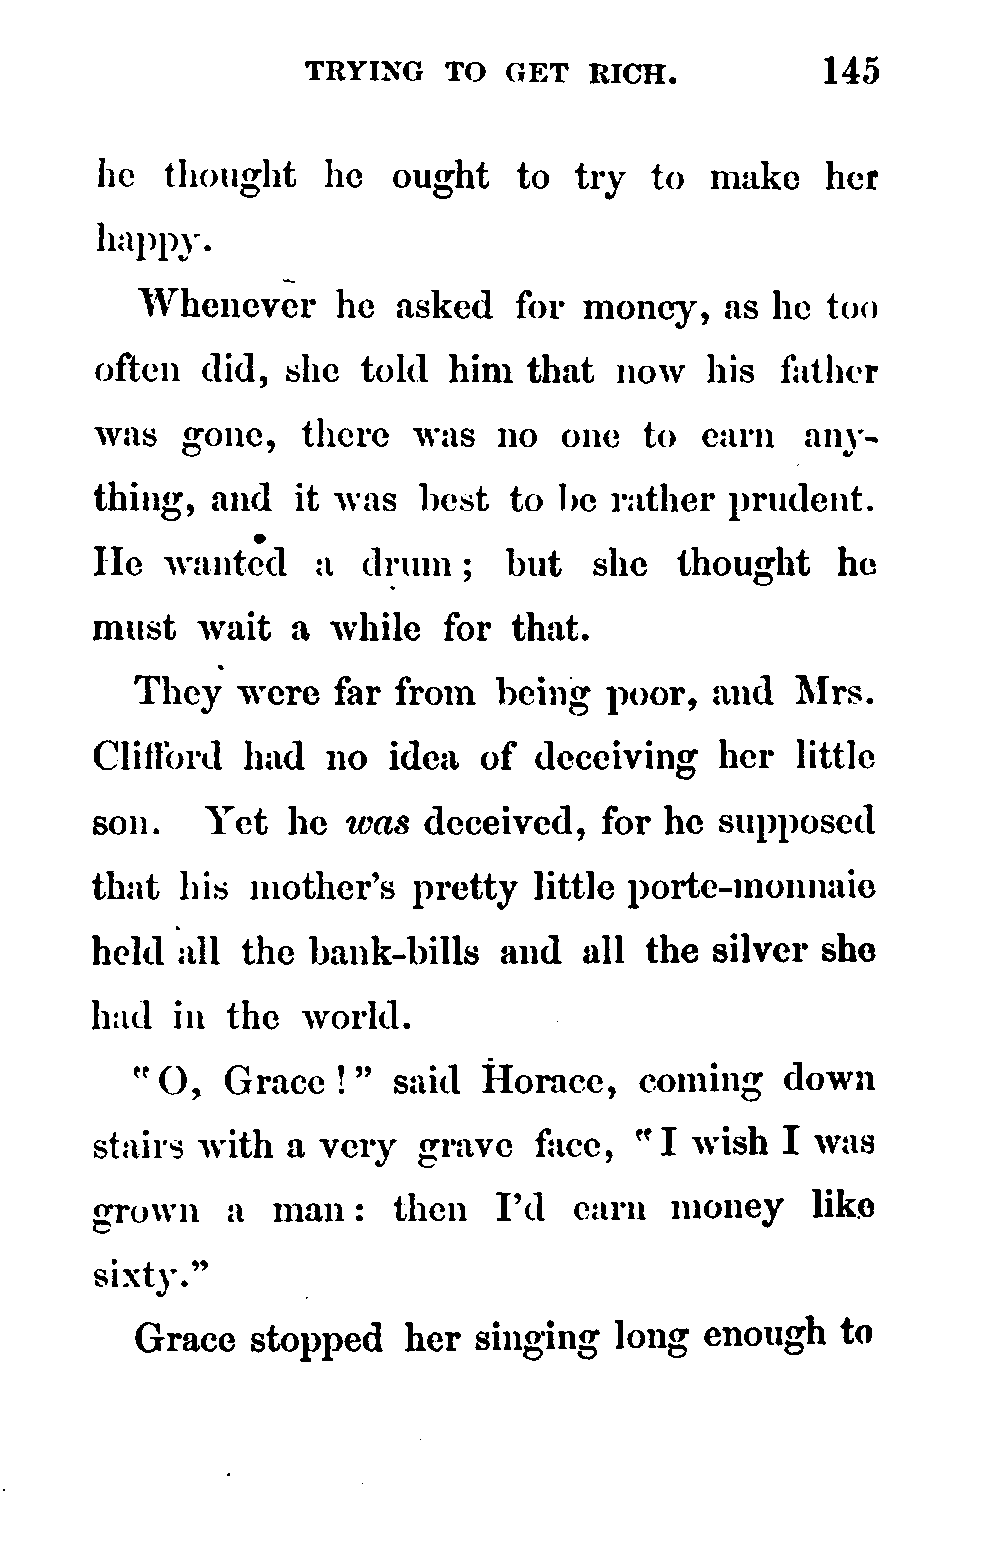 TRYING TO GET RICH. 145
he thought he ought to try to make her
happy.
Whenever he asked for money, as he too
often did, she told him that now his father
was gone, there was no one to earn any-
thing, and it was best to be rather prudent.
He wanted a drum; but she thought he
must wait a while for that.
They were far from being poor, and Mrs.
Clifford had no idea of deceiving her little
son. Yet he was deceived, for he supposed
that his mother's pretty little porte-monnaie
held all the bank-bills and all the silver she
had in the world.
"O, Grace!" said Horace, coming down
stairs with a very grave face, "I wish I was
grown a man: then I'd earn money like
sixty."
Grace stopped her singing long enough to